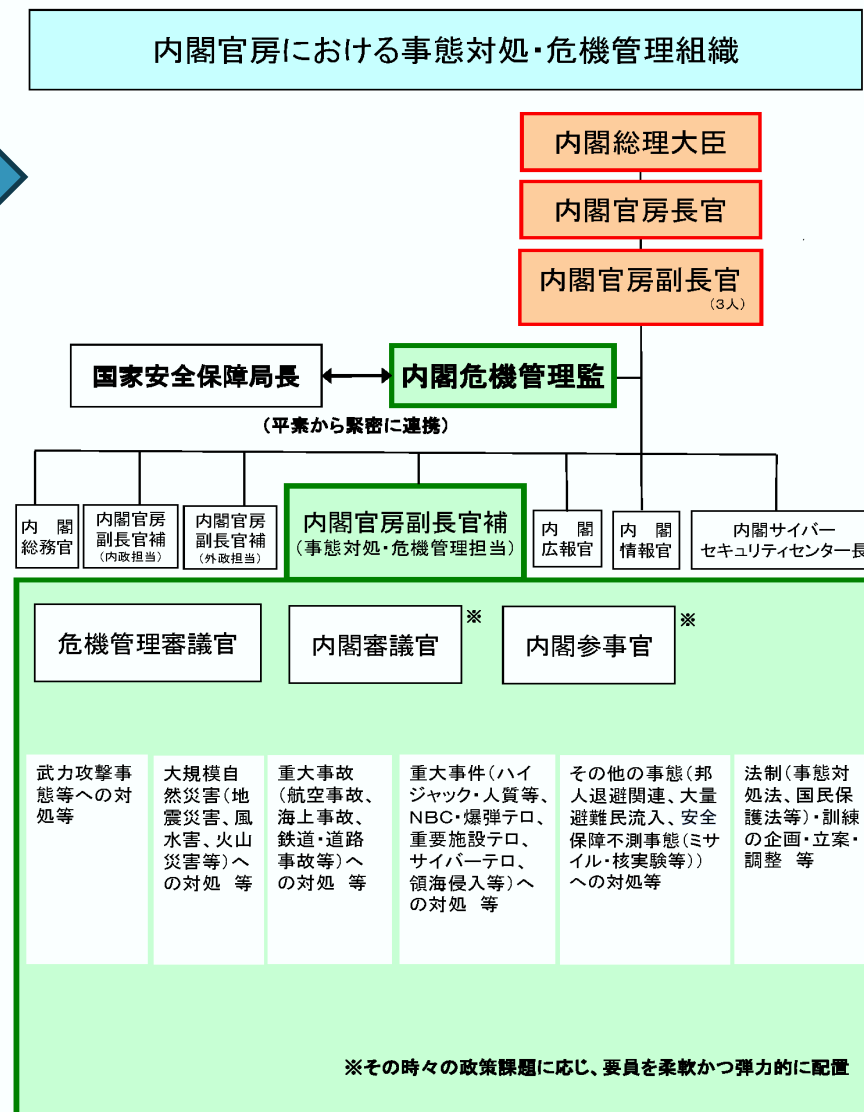 内閣官房における事態対処・危機管理組織
内閣総理大臣
内閣官房長官
内閣官房副長官
(3人)
国家安全保障局長
内閣危機管理監
(平素から緊密に連携)
内　閣
総務官
内閣官房
副長官補
(内政担当)
内閣官房
副長官補
(外政担当)
内閣官房副長官補
(事態対処・危機管理担当)
内　閣
広報官
内　閣
情報官
内閣サイバー
セキュリティセンター長
危機管理審議官
内閣審議官
※
内閣参事官
※
武力攻撃事
態等への対
処等
大規模自
然災害(地
震災害、風
水害、火山
災害等)へ
の対処　等
重大事故
(航空事故、
海上事故、
鉄道・道路
事故等)へ
の対処　等
重大事件(ハイ
ジャック・人質等、
NBC・爆弾テロ、
重要施設テロ、
サイバーテロ、
領海侵入等)へ
の対処　等
その他の事態(邦
人退避関連、大量
避難民流入、安全
保障不測事態(ミサ
イル・核実験等))
への対処等
法制(事態対
処法、国民保
護法等)・訓練
の企画・立案・
調整　等
※その時々の政策課題に応じ、要員を柔軟かつ弾力的に配置